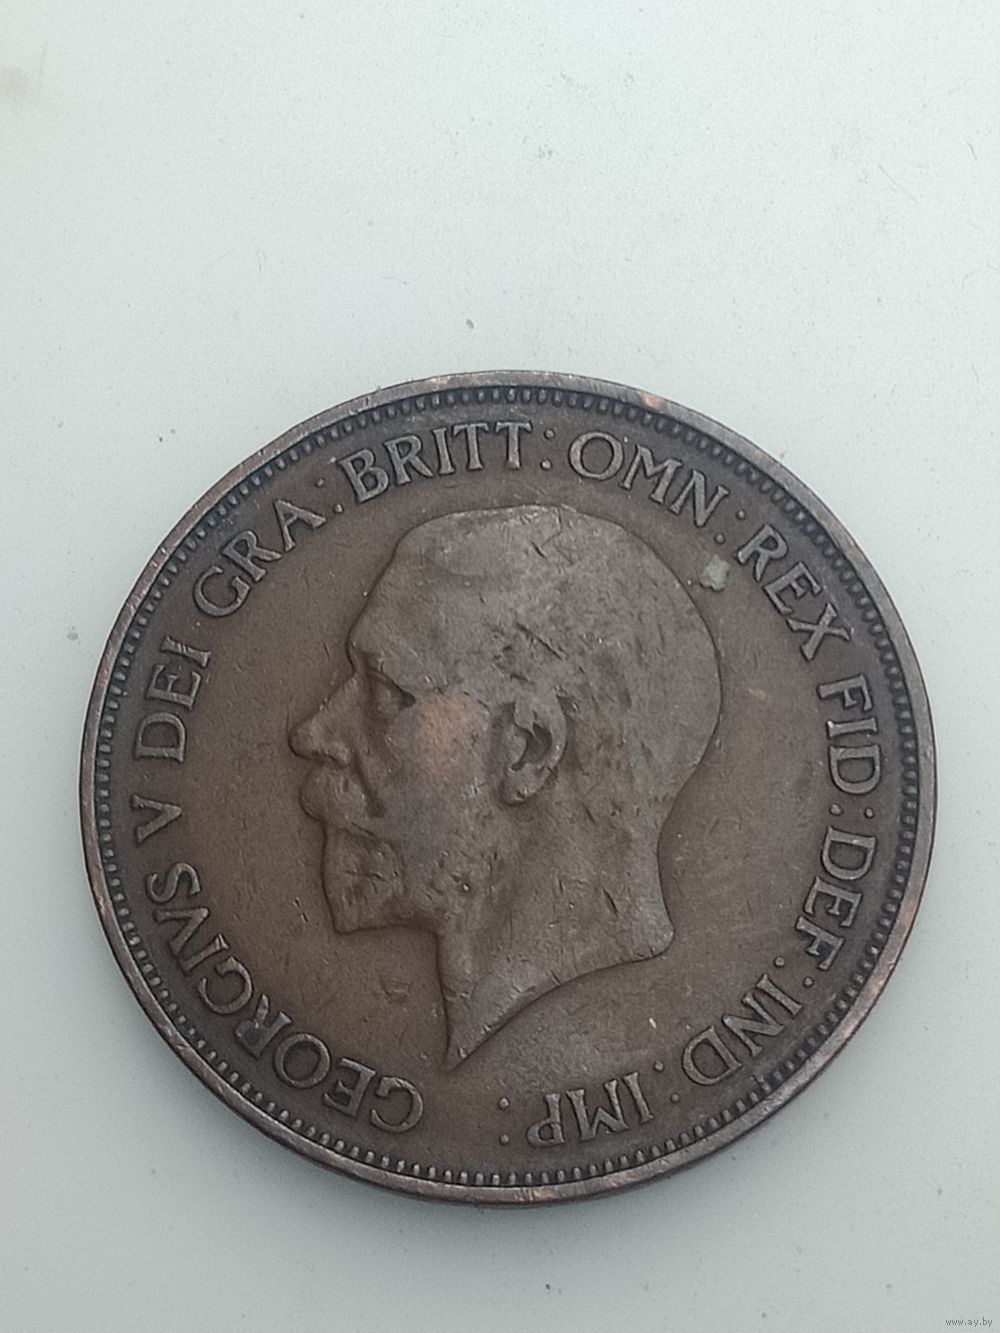 GEORGIVS V DEI GRA: BRITT: OMN: REX FID: DEF: IND: IMP:
www.ay.by